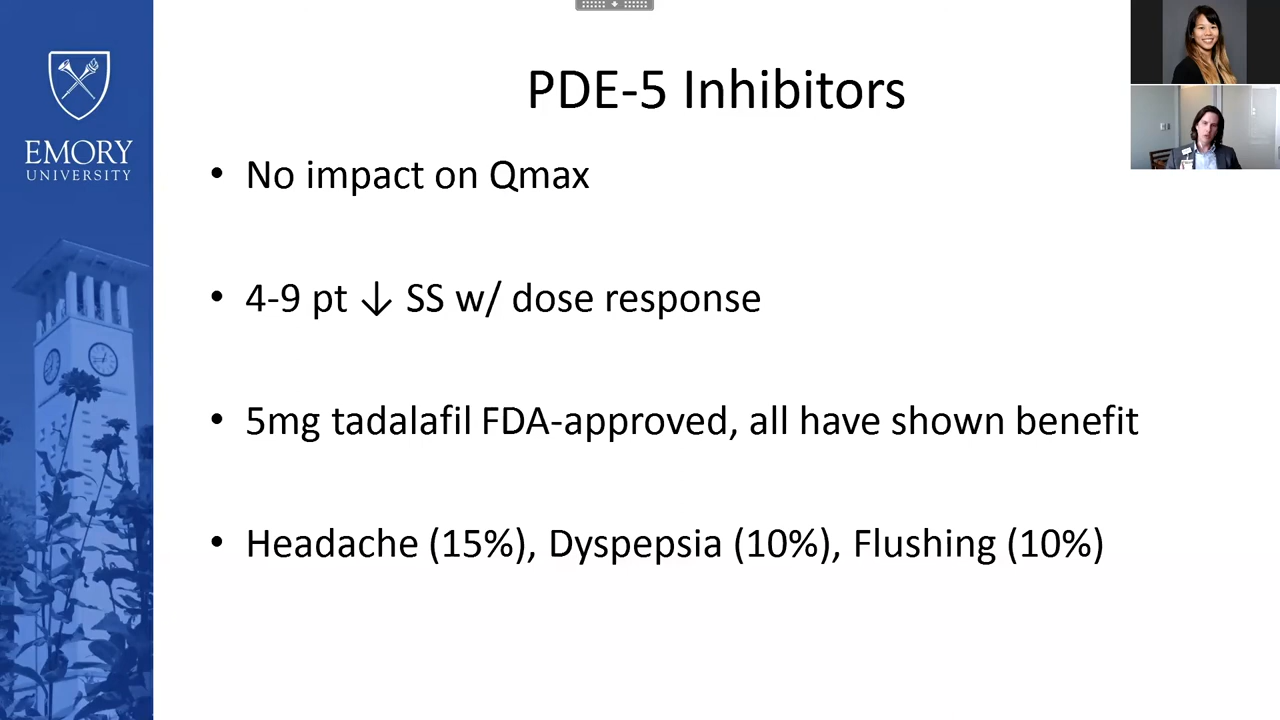 EMORY
UNIVERSITY
PDE-5 Inhibitors
• No impact on Qmax
• 4-9 pt ↓ SS w/ dose response
• 5mg tadalafil FDA-approved, all have shown benefit
• Headache (15%), Dyspepsia (10%), Flushing (10%)